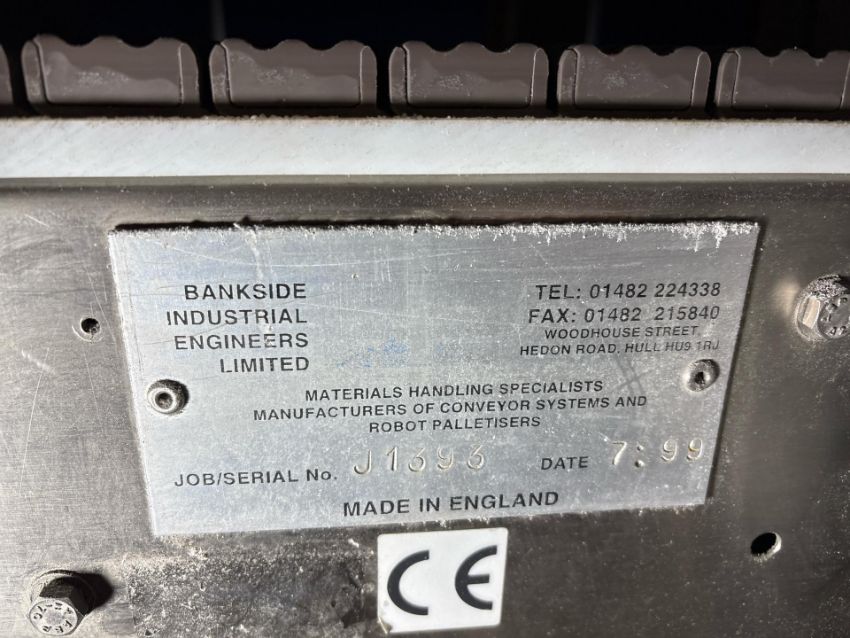 BANKSIDE
INDUSTRIAL
ENGINEERS
LIMITED
TEL: 01482 224338
FAX: 01482 215840
WOODHOUSE STREET,
HEDON ROAD, HULL HU9 1RJ
MATERIALS HANDLING SPECIALISTS
MANUFACTURERS OF CONVEYOR SYSTEMS AND
ROBOT PALLETISERS
JOB/SERIAL No. J1393 DATE 7:99
MADE IN ENGLAND
CE